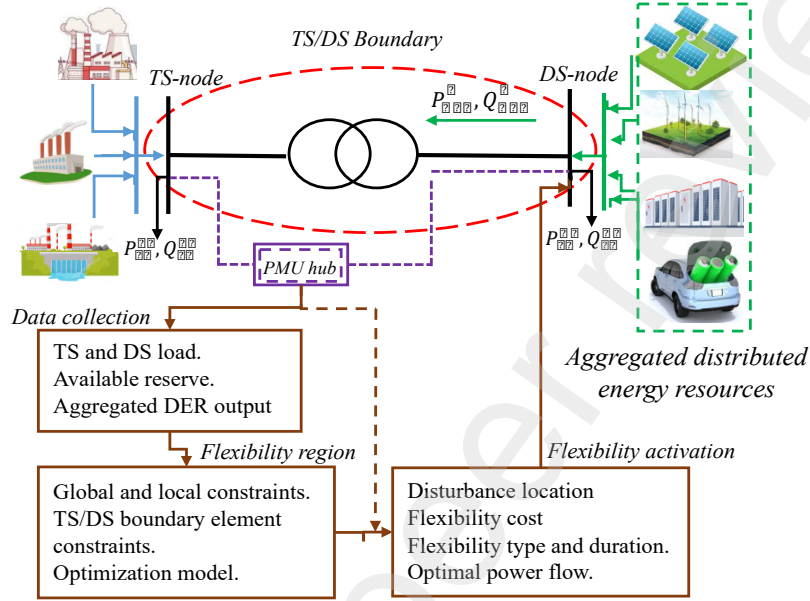 TS/DS Boundary
TS-node
DS-node
P, Q
P, Q
P, Q
PMU hub
Data collection
TS and DS load.
Available reserve.
Aggregated DER output
Aggregated distributed
energy resources
Flexibility region
Global and local constraints.
TS/DS boundary element
constraints.
Optimization model.
Flexibility activation
Disturbance location
Flexibility cost
Flexibility type and duration.
Optimal power flow.